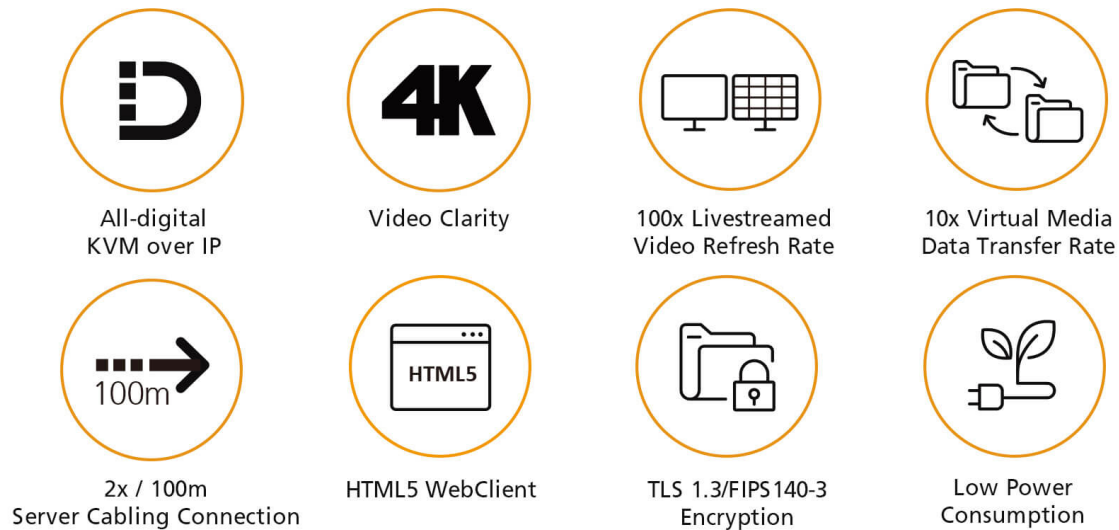 4K
All-digital
KVM over IP
Video Clarity
100x Livestreamed
Video Refresh Rate
10x Virtual Media
Data Transfer Rate
100m
HTML5
2x / 100m
Server Cabling Connection
HTML5 WebClient
TLS 1.3/FIPS140-3
Encryption
Low Power
Consumption